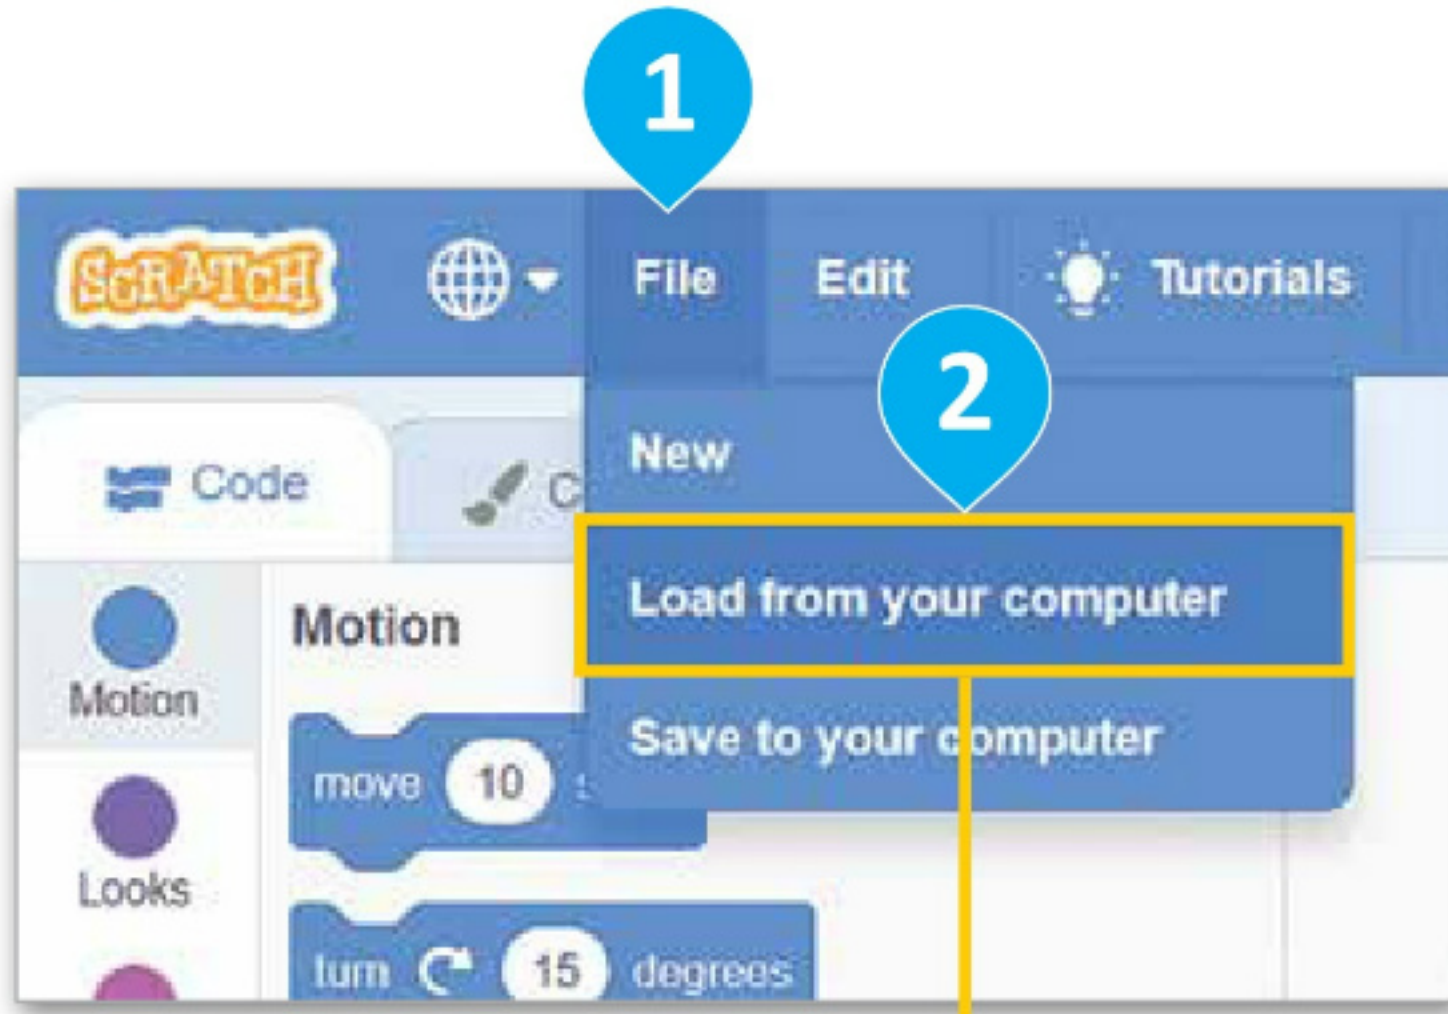 1
SCRATCH File Edit Tutorials
2
New
Code C
Load from your computer
Motion
Motion
Save to your computer
move 10 s
Looks
turn 15 degrees